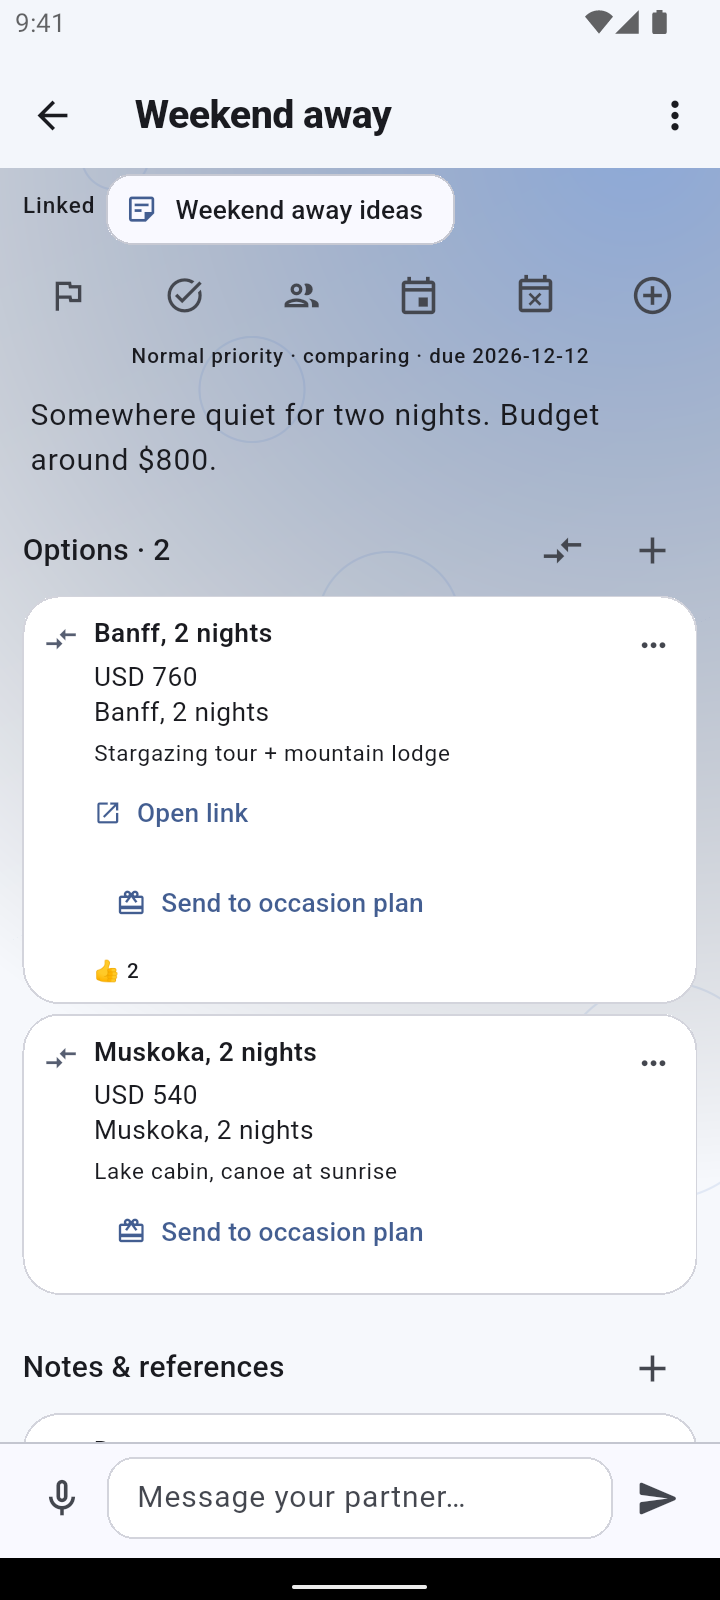 9:41
Weekend away
Linked
Weekend away ideas
Normal priority · comparing · due 2026-12-12
Somewhere quiet for two nights. Budget
around $800.
Options · 2
Banff, 2 nights
USD 760
Banff, 2 nights
Stargazing tour + mountain lodge
Open link
Send to occasion plan
👍 2
Muskoka, 2 nights
USD 540
Muskoka, 2 nights
Lake cabin, canoe at sunrise
Send to occasion plan
Notes & references
Message your partner…